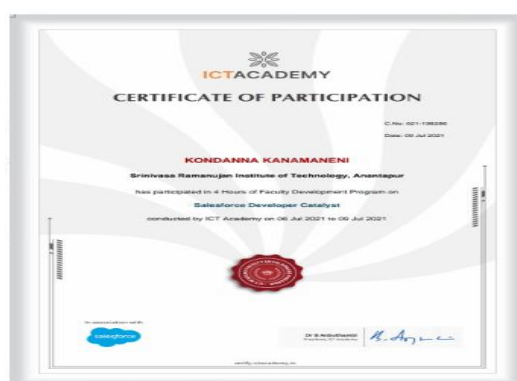 ICTACADEMY
CERTIFICATE OF PARTICIPATION
Date: 09 Jul 2021
KONDANNA KANAMANENI
Srinivasa Ramanujan Institute of Technology, Anantapur
has participated in 4 Hours of Faculty Development Program on
Salesforce Developer Catalyst
conducted by ICT Academy on 06 Jul 2021 to 09 Jul 2021
In association with
salesforce